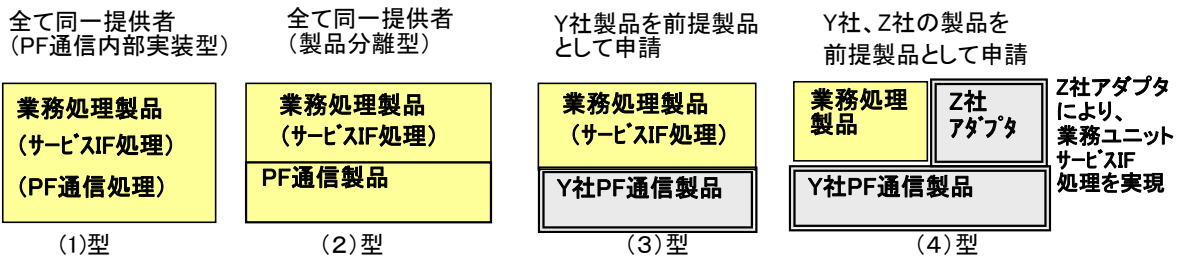 全て同一提供者
（PF通信内部実装型）
業務処理製品
（サービスIF処理）
（PF通信処理）
(1)型
全て同一提供者
（製品分離型）
業務処理製品
（サービスIF処理）
PF通信製品
（２）型
Y社製品を前提製品
として申請
業務処理製品
（サービスIF処理）
Y社PF通信製品
（３）型
Y社、Z社の製品を
前提製品として申請
業務処理
製品
Z社
アダプタ
Y社PF通信製品
Z社アダプタ
により、
業務ユニット
サービスIF
処理を実現
（４）型